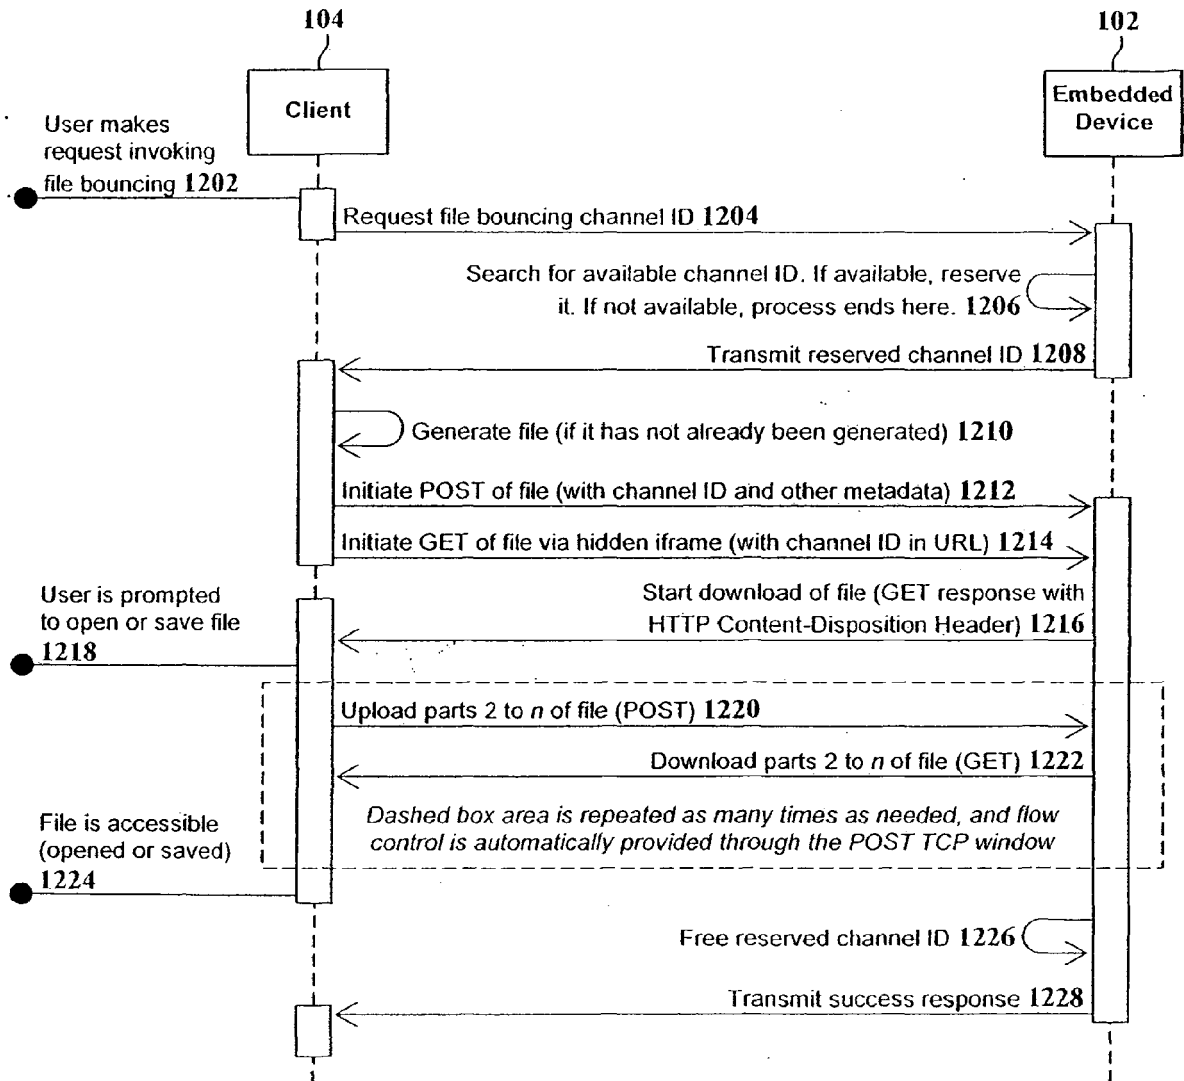 104
102
Client
Embedded
Device
User makes
request invoking
file bouncing 1202
Request file bouncing channel ID 1204
Search for available channel ID. If available, reserve
it. If not available, process ends here. 1206
Transmit reserved channel ID 1208
Generate file (if it has not already been generated) 1210
Initiate POST of file (with channel ID and other metadata) 1212
Initiate GET of file via hidden iframe (with channel ID in URL) 1214
Start download of file (GET response with
HTTP Content-Disposition Header) 1216
User is prompted
to open or save file
1218
Upload parts 2 to n of file (POST) 1220
Download parts 2 to n of file (GET) 1222
Dashed box area is repeated as many times as needed, and flow
control is automatically provided through the POST TCP window
File is accessible
(opened or saved)
1224
Free reserved channel ID 1226
Transmit success response 1228